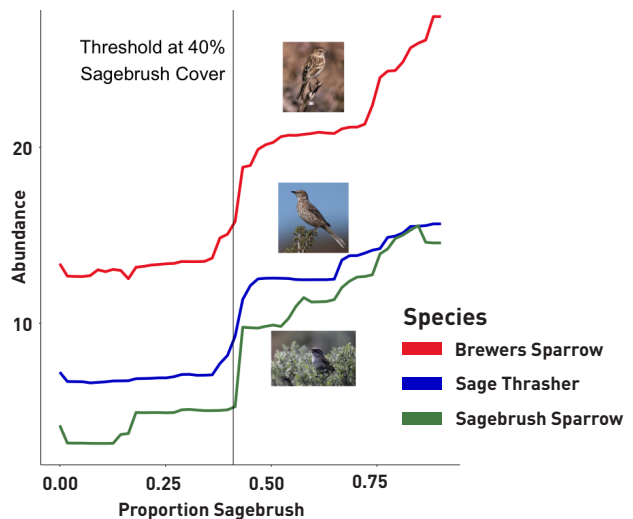 Threshold at 40%
Sagebrush Cover
Abundance
20
10
0.00 0.25 0.50 0.75
Proportion Sagebrush
Species
Brewers Sparrow
Sage Thrasher
Sagebrush Sparrow